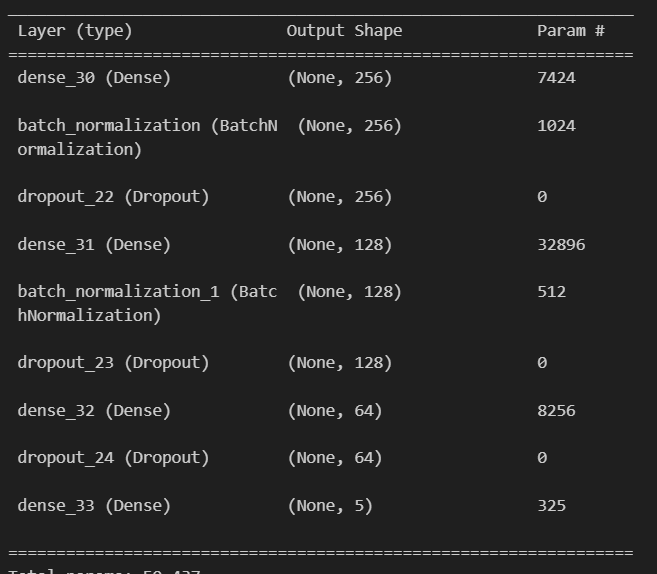 Layer (type) Output Shape Param #
=================================================================
dense_30 (Dense) (None, 256) 7424
batch_normalization (BatchN (None, 256) 1024
ormalization)
dropout_22 (Dropout) (None, 256) 0
dense_31 (Dense) (None, 128) 32896
batch_normalization_1 (Batc (None, 128) 512
hNormalization)
dropout_23 (Dropout) (None, 128) 0
dense_32 (Dense) (None, 64) 8256
dropout_24 (Dropout) (None, 64) 0
dense_33 (Dense) (None, 5) 325
=================================================================
Total params: 50,437